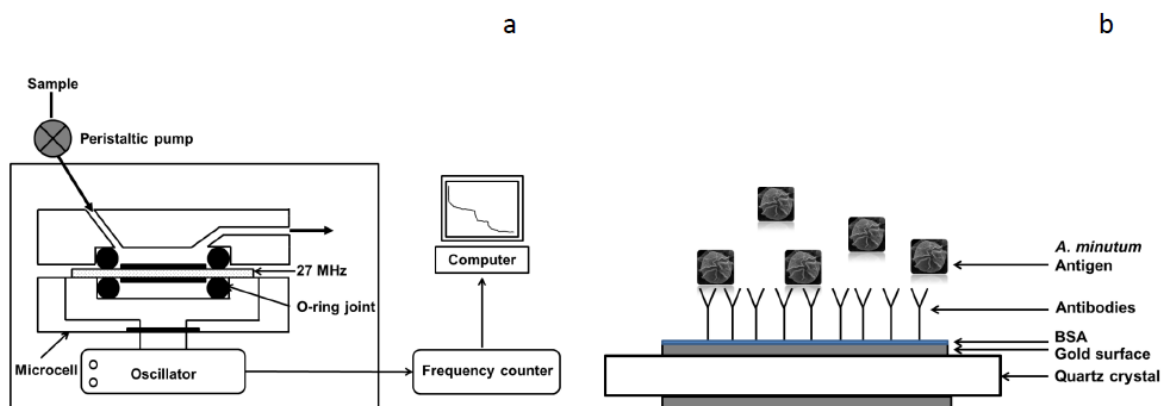 a
Sample
Peristaltic pump
27 MHz
O-ring joint
Microcell
Oscillator
Computer
Frequency counter
b
A. minutum
Antigen
Antibodies
BSA
Gold surface
Quartz crystal